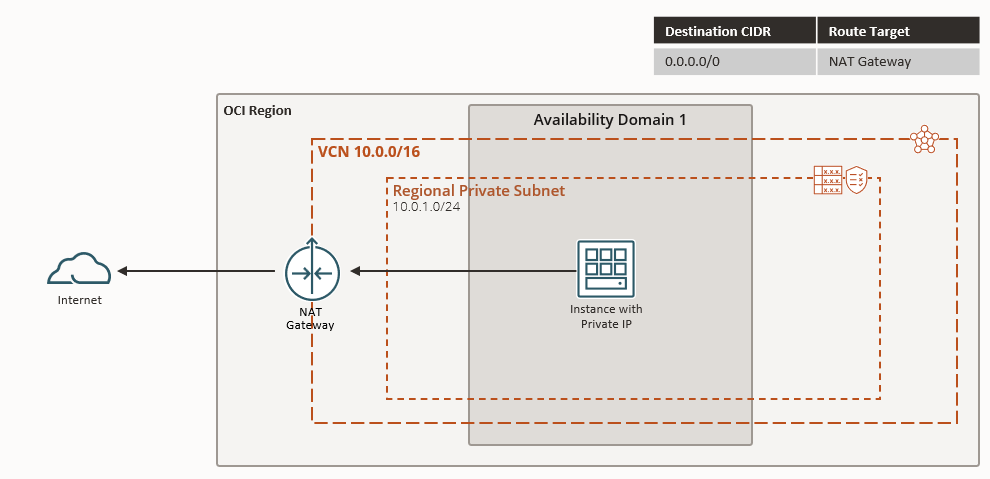 Destination CIDR Route Target
0.0.0.0/0 NAT Gateway
OCI Region
Availability Domain 1
VCN 10.0.0/16
Regional Private Subnet
10.0.1.0/24
Internet
NAT
Gateway
Instance with
Private IP